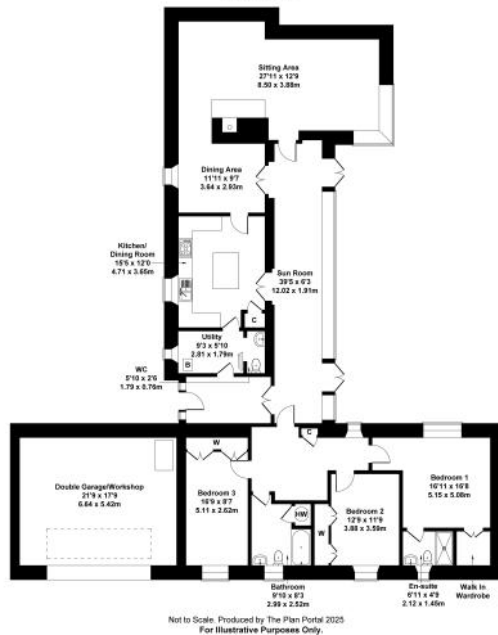 Sitting Area
27'11 x 12'9
8.50 x 3.88m
Dining Area
11'11 x 9'7
3.64 x 2.93m
Kitchen/
Dining Room
15'5 x 12'0
4.71 x 3.65m
Sun Room
39'5 x 6'3
12.02 x 1.91m
C
Utility
9'3 x 5'10
2.81 x 1.79m
B
WC
5'10 x 2'6
1.79 x 0.76m
Double Garage/Workshop
21'9 x 17'9
6.64 x 5.42m
W
Bedroom 3
16'9 x 8'7
5.11 x 2.62m
C
HW
W
Bedroom 2
12'9 x 11'9
3.88 x 3.59m
Bedroom 1
16'11 x 16'8
5.15 x 5.08m
Bathroom
9'10 x 8'3
2.99 x 2.52m
En-suite
6'11 x 4'9
2.12 x 1.45m
Walk In
Wardrobe
Not to Scale. Produced by The Plan Portal 2025
For Illustrative Purposes Only.